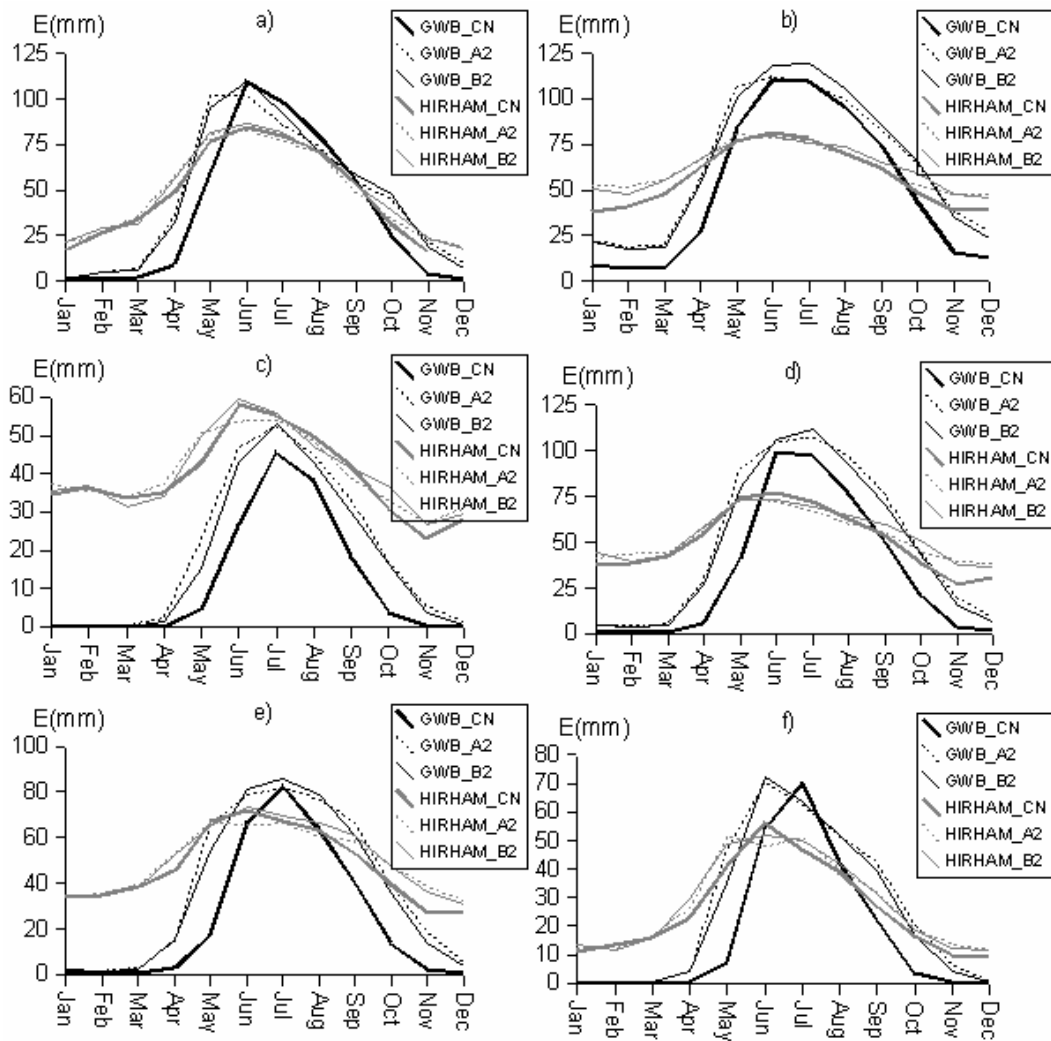 E(mm)
a)
GWB_CN
GWB_A2
GWB_B2
HIRHAM_CN
HIRHAM_A2
HIRHAM_B2
125
100
75
50
25
0
Jan
Feb
Mar
Apr
May
Jun
Jul
Aug
Sep
Oct
Nov
Dec
E(mm)
b)
GWB_CN
GWB_A2
GWB_B2
HIRHAM_CN
HIRHAM_A2
HIRHAM_B2
125
100
75
50
25
0
Jan
Feb
Mar
Apr
May
Jun
Jul
Aug
Sep
Oct
Nov
Dec
E(mm)
c)
GWB_CN
GWB_A2
GWB_B2
HIRHAM_CN
HIRHAM_A2
HIRHAM_B2
60
50
40
30
20
10
0
Jan
Feb
Mar
Apr
May
Jun
Jul
Aug
Sep
Oct
Nov
Dec
E(mm)
d)
GWB_CN
GWB_A2
GWB_B2
HIRHAM_CN
HIRHAM_A2
HIRHAM_B2
125
100
75
50
25
0
Jan
Feb
Mar
Apr
May
Jun
Jul
Aug
Sep
Oct
Nov
Dec
E(mm)
e)
GWB_CN
GWB_A2
GWB_B2
HIRHAM_CN
HIRHAM_A2
HIRHAM_B2
100
80
60
40
20
0
Jan
Feb
Mar
Apr
May
Jun
Jul
Aug
Sep
Oct
Nov
Dec
E(mm)
f)
GWB_CN
GWB_A2
GWB_B2
HIRHAM_CN
HIRHAM_A2
HIRHAM_B2
80
70
60
50
40
30
20
10
0
Jan
Feb
Mar
Apr
May
Jun
Jul
Aug
Sep
Oct
Nov
Dec